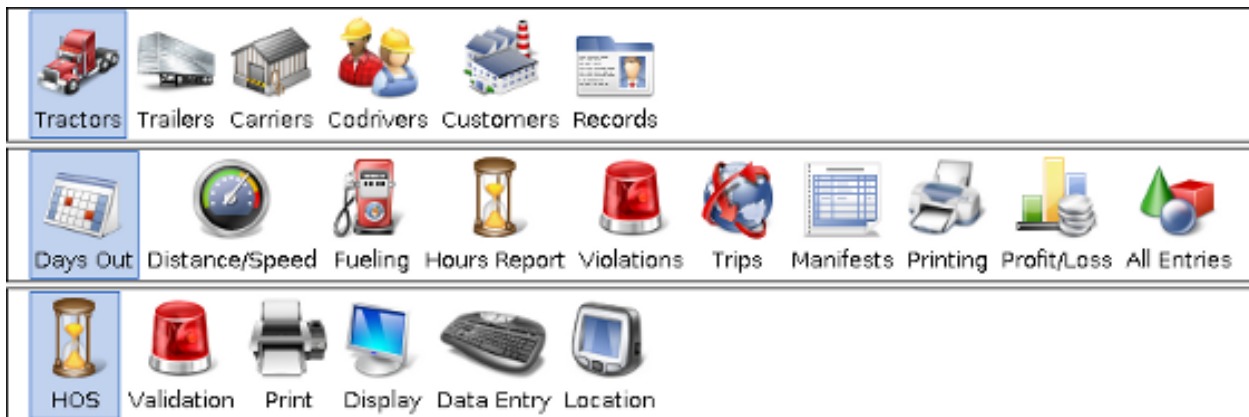 Tractors Trailers Carriers Codrivers Customers Records
Days Out Distance/Speed Fueling Hours Report Violations Trips Manifests Printing Profit/Loss All Entries
HOS Validation Print Display Data Entry Location